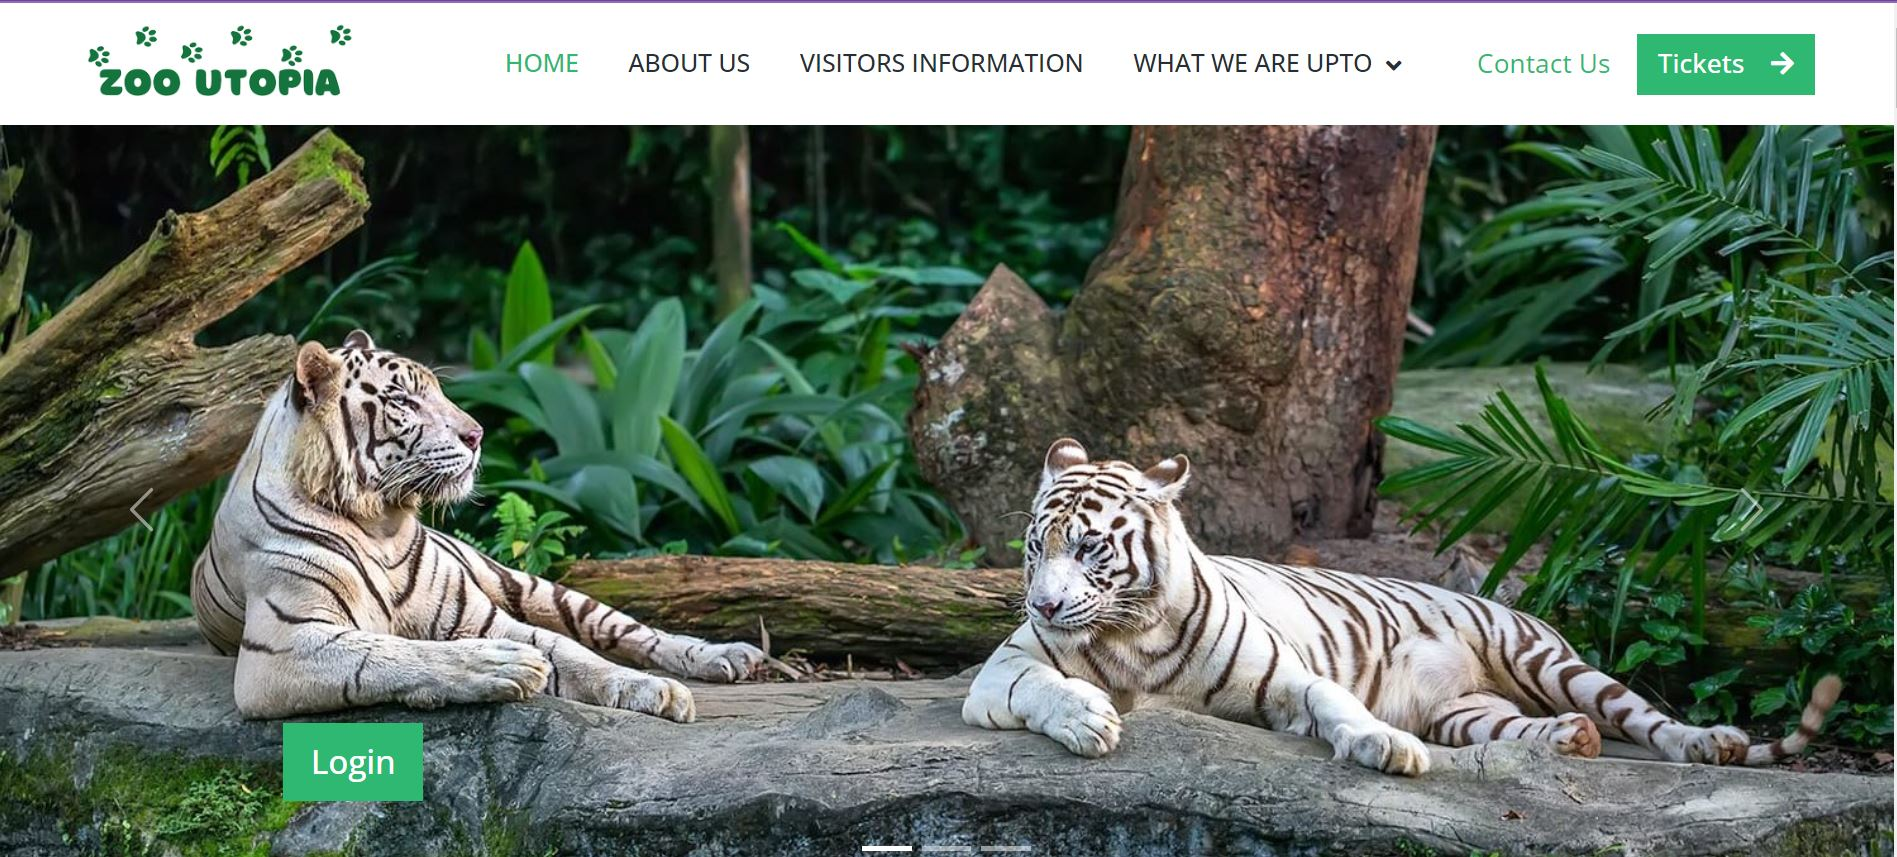 ZOO UTOPIA
HOME ABOUT US VISITORS INFORMATION WHAT WE ARE UPTO Contact Us Tickets
Login